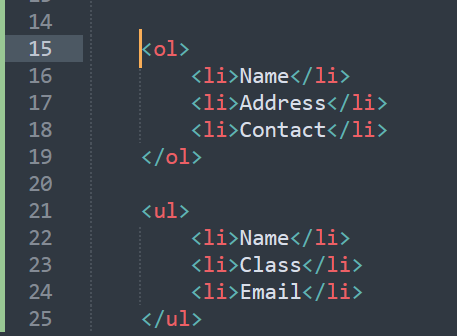 14
15 <ol>
16 <li>Name</li>
17 <li>Address</li>
18 <li>Contact</li>
19 </ol>
20
21 <ul>
22 <li>Name</li>
23 <li>Class</li>
24 <li>Email</li>
25 </ul>